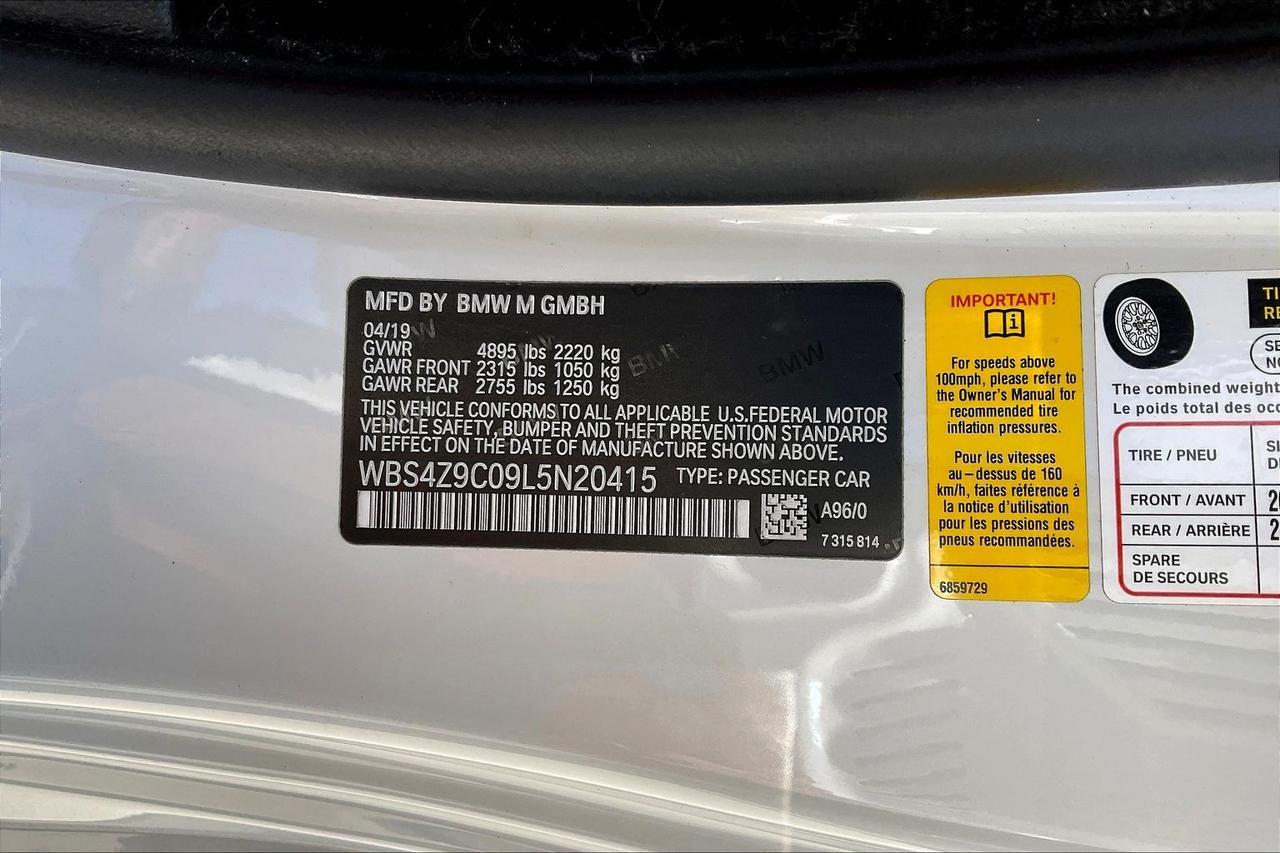 MFD BY BMW M GMBH
04/19
GVWR 4895 lbs 2220 kg
GAWR FRONT 2315 lbs 1050 kg
GAWR REAR 2755 lbs 1250 kg
THIS VEHICLE CONFORMS TO ALL APPLICABLE U.S.FEDERAL MOTOR
VEHICLE SAFETY, BUMPER AND THEFT PREVENTION STANDARDS
IN EFFECT ON THE DATE OF MANUFACTURE SHOWN ABOVE.
WBS4Z9C09L5N20415 TYPE: PASSENGER CAR
A96/0
7 315 814
BMW
BMW
IMPORTANT!
i
For speeds above
100mph, please refer to
the Owner's Manual for
recommended tire
inflation pressures.
Pour les vitesses
au–dessus de 160
km/h, faites référence à
la notice d'utilisation
pour les pressions des
pneus recommandées.
6859729
The combined weight
Le poids total des
TIRE / PNEU
FRONT / AVANT
REAR / ARRIÈRE
SPARE
DE SECOURS